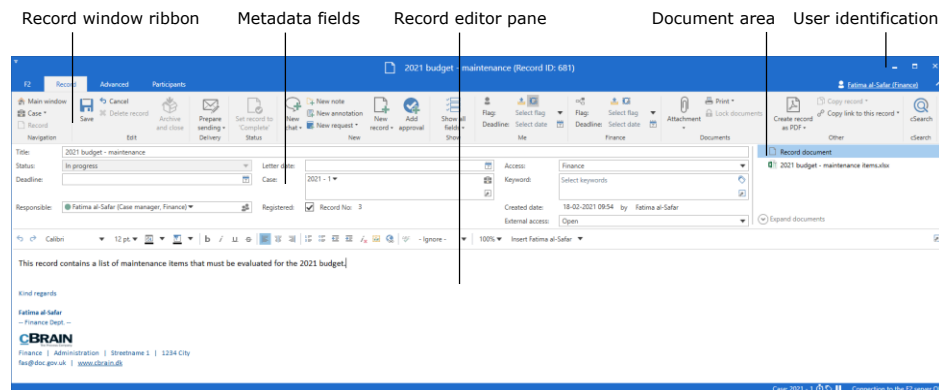 Record window ribbon Metadata fields Record editor pane Document area User identification
2021 budget - maintenance (Record ID: 681)
F2 Record Advanced Participants Fatima al-Safar (Finance)
Main window Cancel New note Print Copy record
Case Save Delete record Archive and close Prepare sending Set record to 'Complete' New chat New annotation New record Add approval Show all fields Flag: Select flag Flag: Select flag Attachment Lock documents Create record as PDF Copy link to this record cSearch
Record New request Deadline: Select date Deadline: Select date
Navigation Edit Delivery Status New Show Me Finance Documents Other cSearch
Title: 2021 budget - maintenance Record document
Status: In progress Letter date: Access: Finance 2021 budget - maintenance items.xlsx
Deadline: Case: 2021 - 1 Keyword: Select keywords
Responsible: Fatima al-Safar (Case manager, Finance) Registered: Record No: 3 Created date: 18-02-2021 09:54 by Fatima al-Safar
External access: Open Expand documents
Calibri 12 pt. b i u S - Ignore - 100% Insert Fatima al-Safar
This record contains a list of maintenance items that must be evaluated for the 2021 budget.
Kind regards
Fatima al-Safar
-- Finance Dept. --
cBRAIN
Finance | Administration | Streetname 1 | 1234 City
fas@doc.gov.uk | www.cbrain.dk
Case: 2021 - 1 Connection to the F2 server: